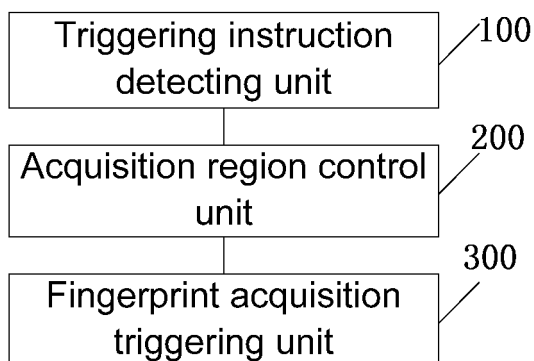 Triggering instruction
detecting unit
100
Acquisition region control
unit
200
Fingerprint acquisition
triggering unit
300